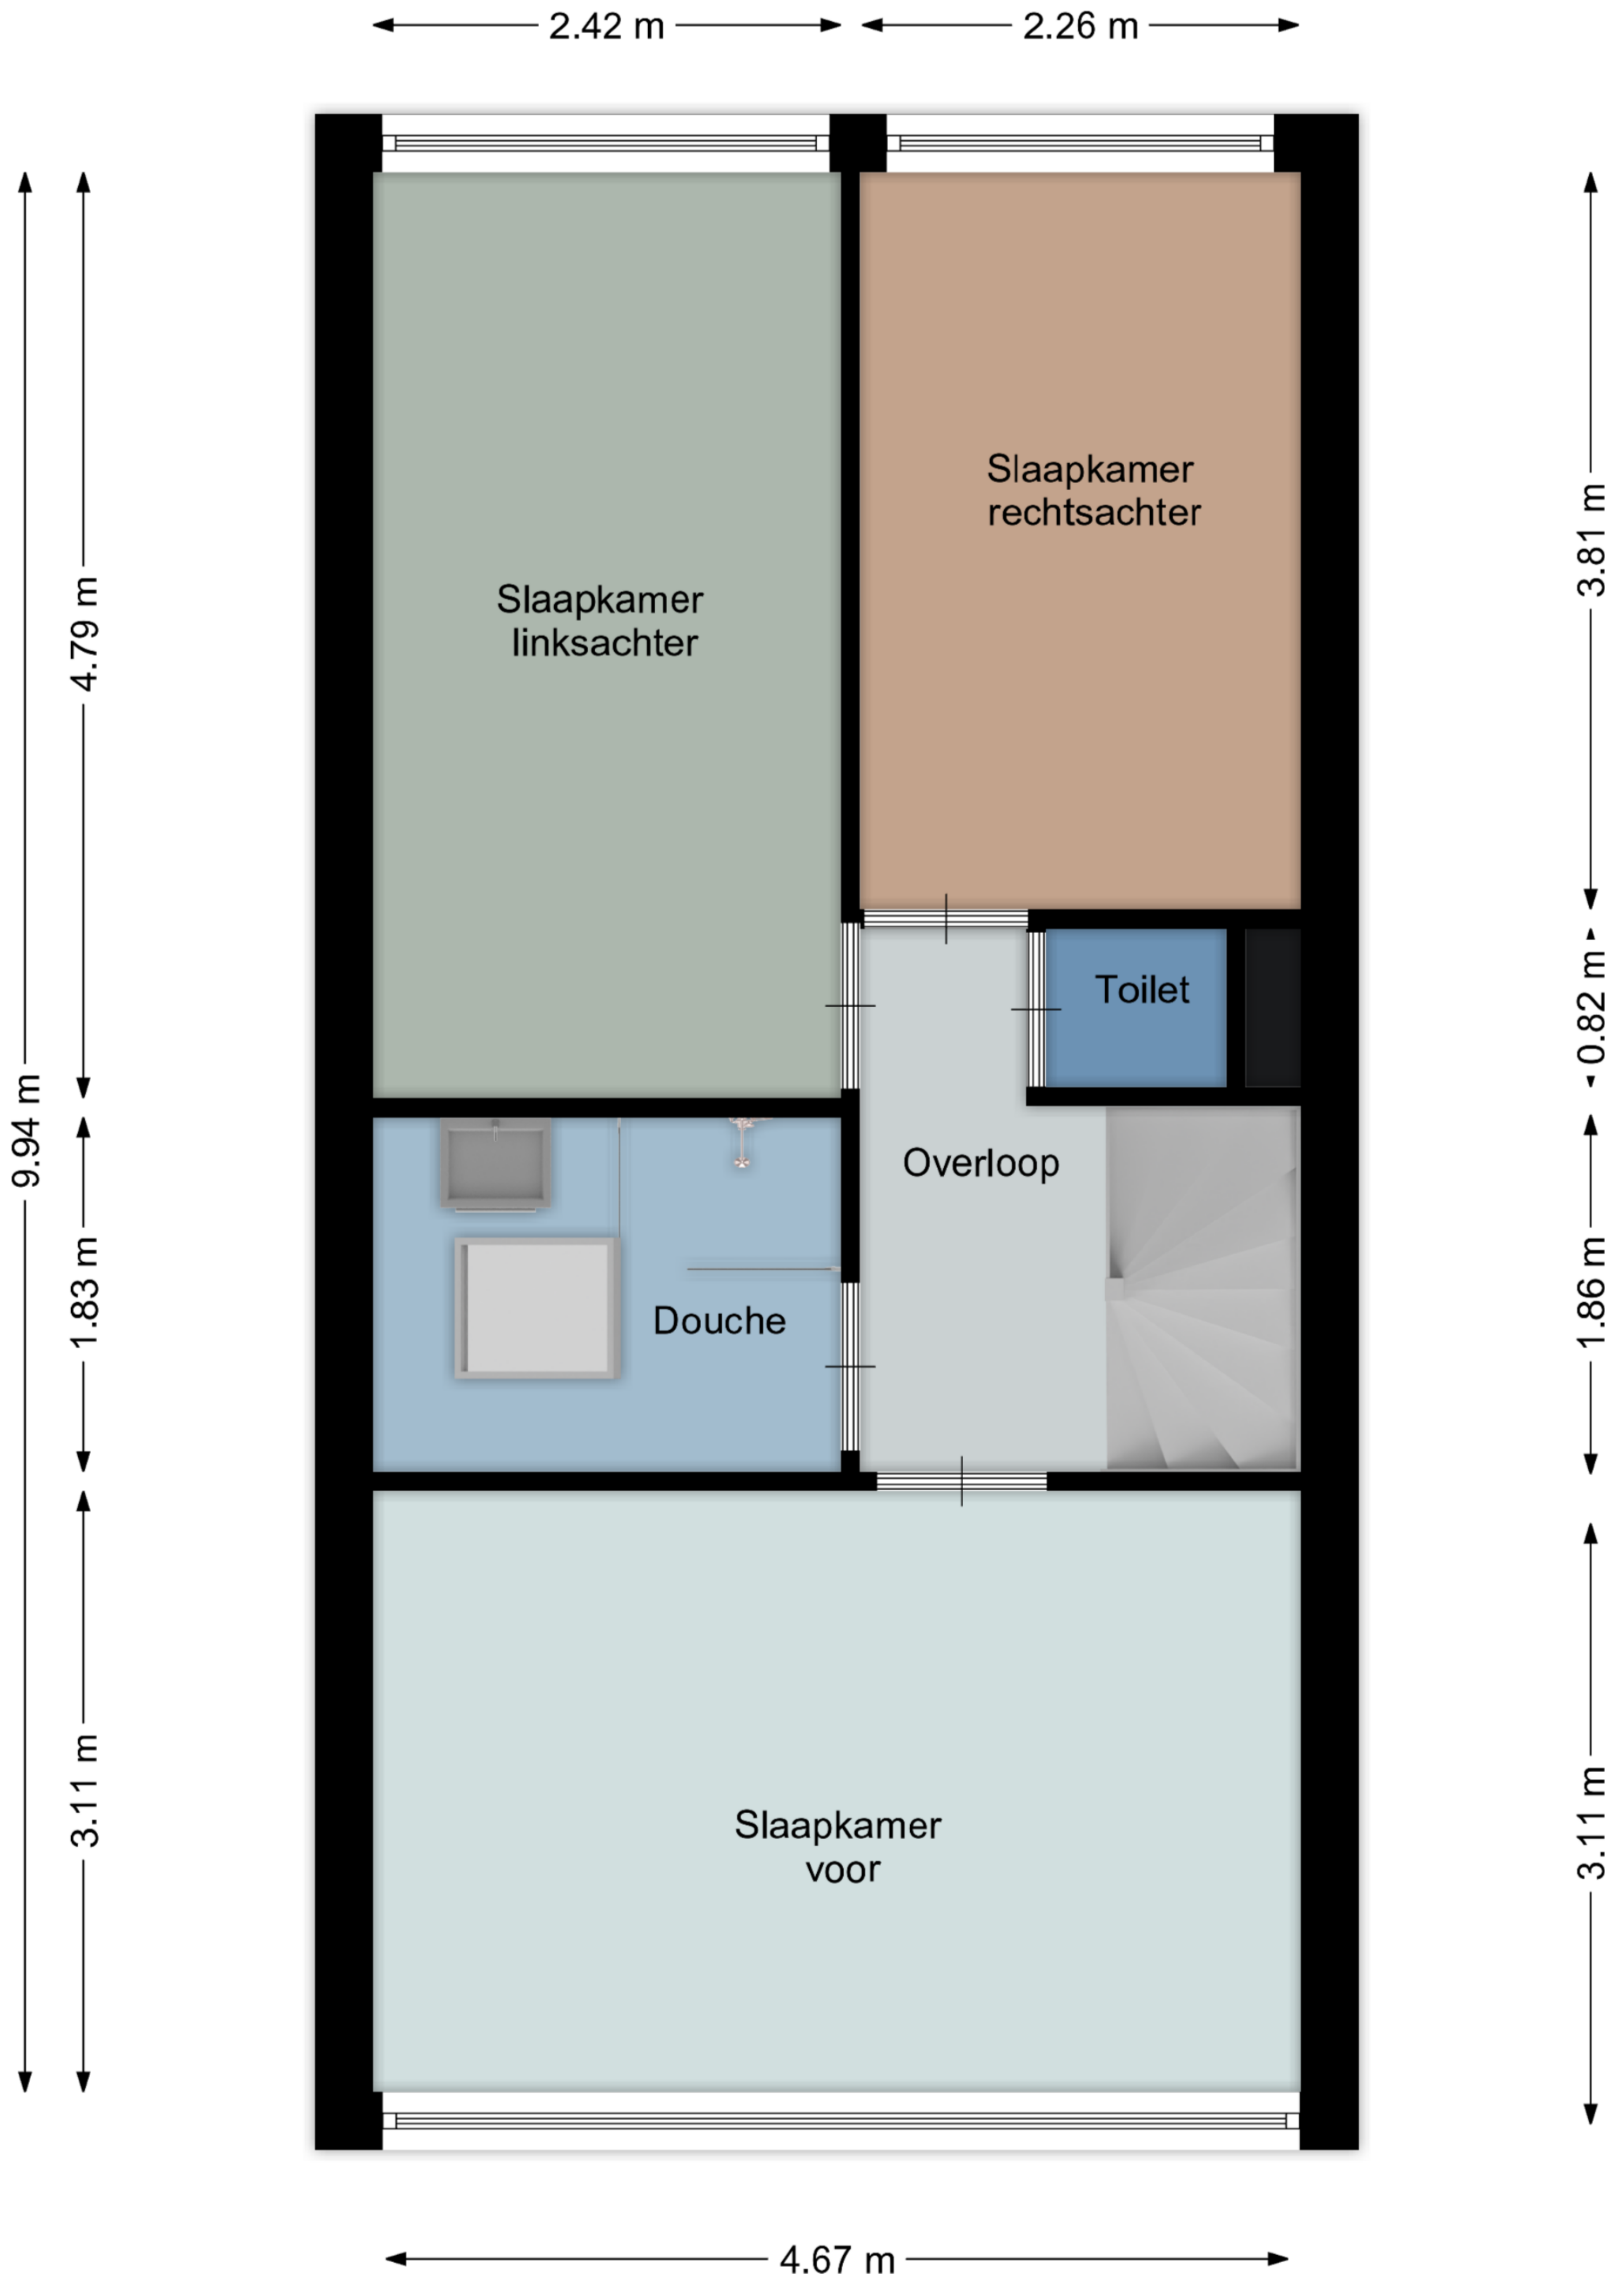 2.42 m
2.26 m
Slaapkamer
rechtsachter
3.81 m
Slaapkamer
linksachter
4.79 m
Toilet
0.82 m
9.94 m
Overloop
1.83 m
Douche
1.86 m
3.11 m
Slaapkamer
voor
3.11 m
4.67 m